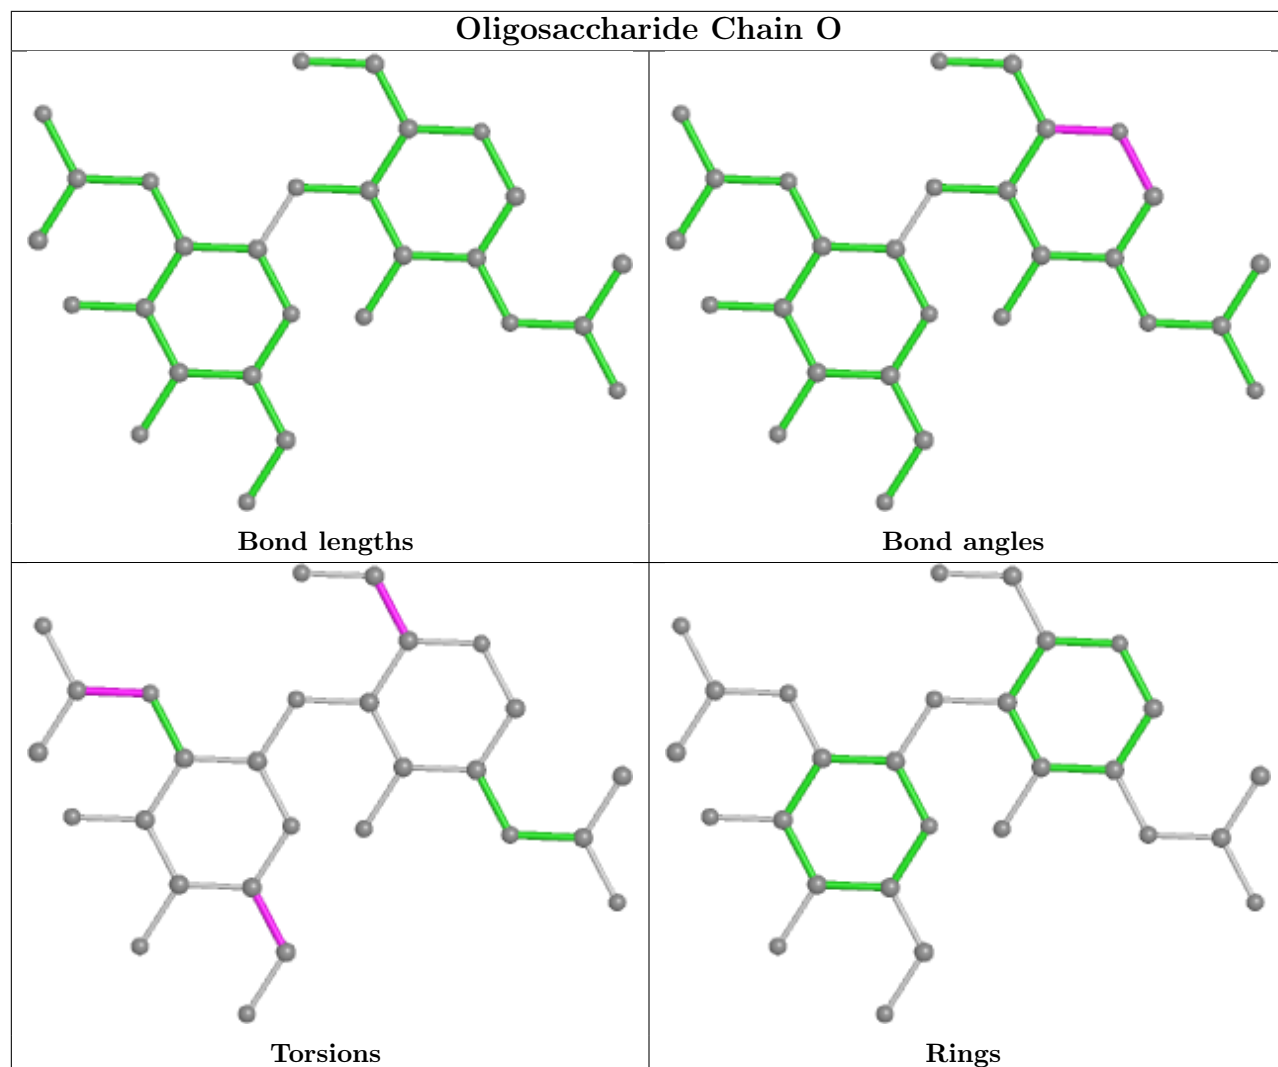 Oligosaccharide Chain O
Bond lengths
Bond angles
Torsions
Rings